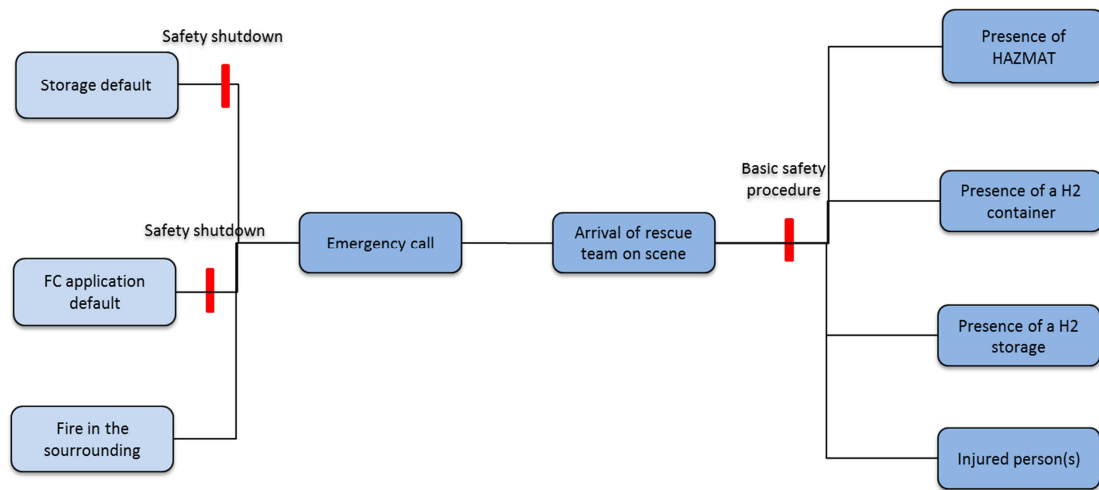 Safety shutdown
Storage default
Safety shutdown
FC application
default
Fire in the
sourrounding
Emergency call
Arrival of rescue
team on scene
Basic safety
procedure
Presence of
HAZMAT
Presence of a H2
container
Presence of a H2
storage
Injured person(s)